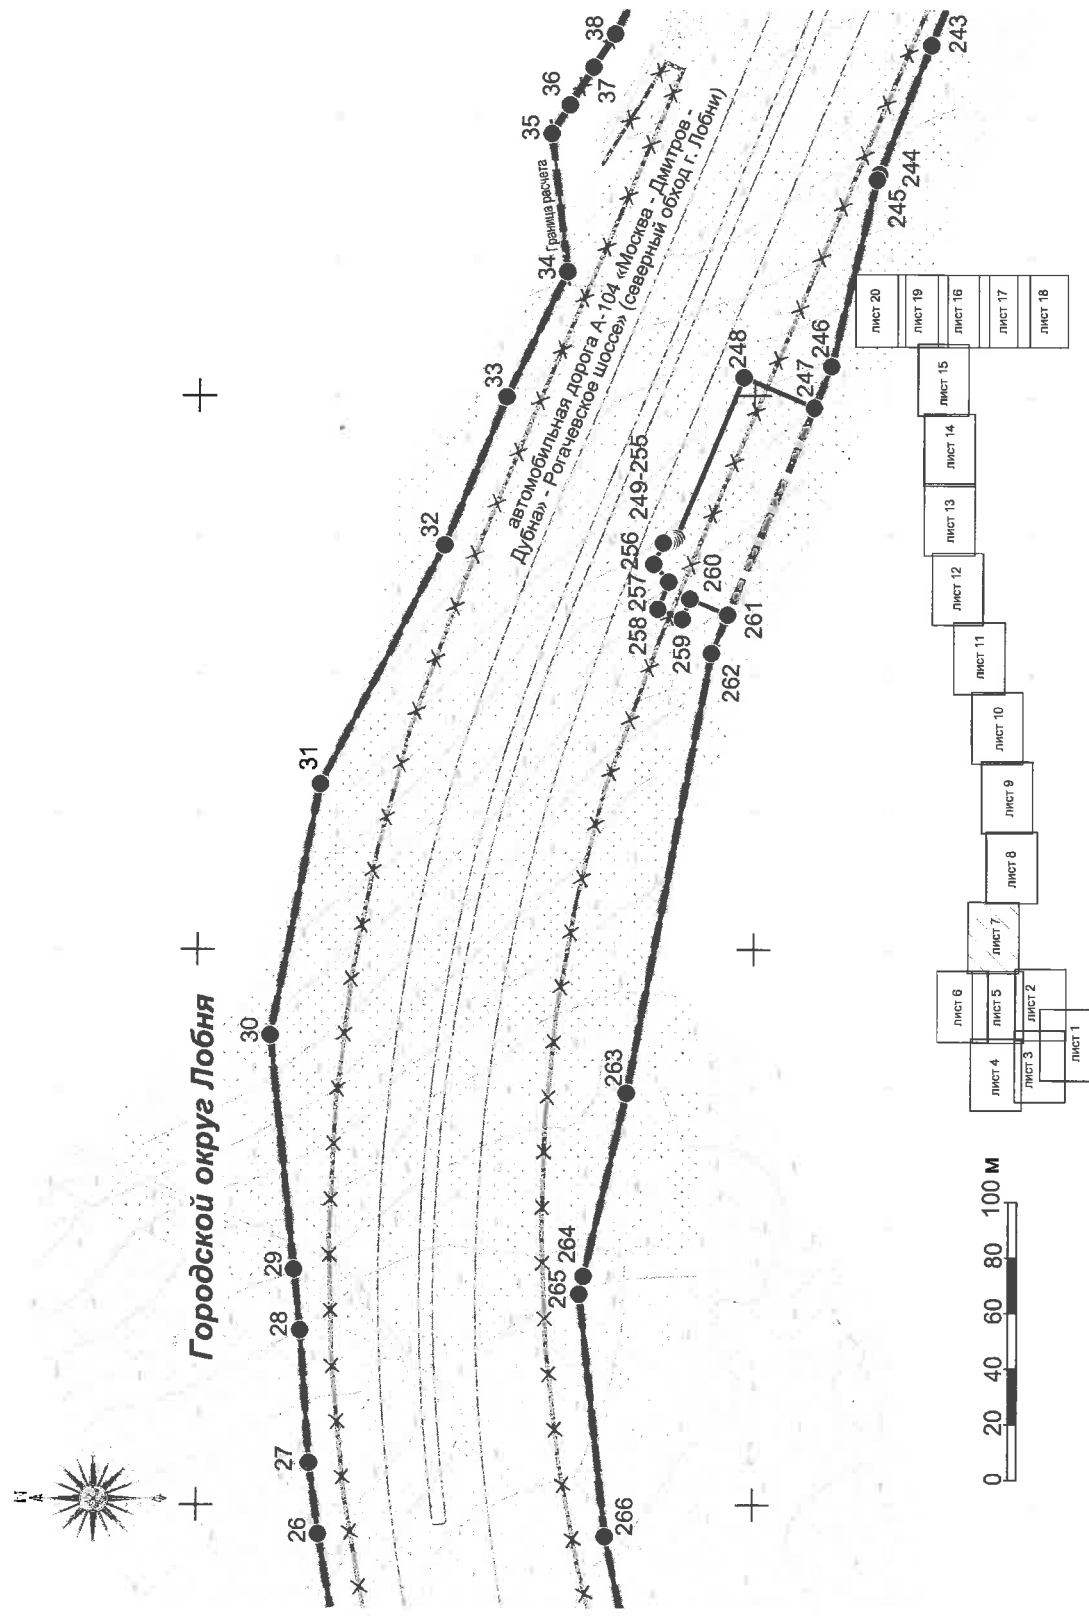 N
Городской округ Лобня
26
27
28
29
30
31
32
33
34
Граница расчета
35
36
37
38
автомобильная дорога А-104 «Москва - Дмитров -
Дубна» - Рогачевское шоссе» (северный обход г. Лобни)
243
244
245
246
247
248
249-255
256
257
258
259
260
261
262
263
264
265
266
0 20 40 60 80 100 м
лист 1
лист 2
лист 3
лист 4
лист 5
лист 6
лист 7
лист 8
лист 9
лист 10
лист 11
лист 12
лист 13
лист 14
лист 15
лист 20
лист 19
лист 16
лист 17
лист 18